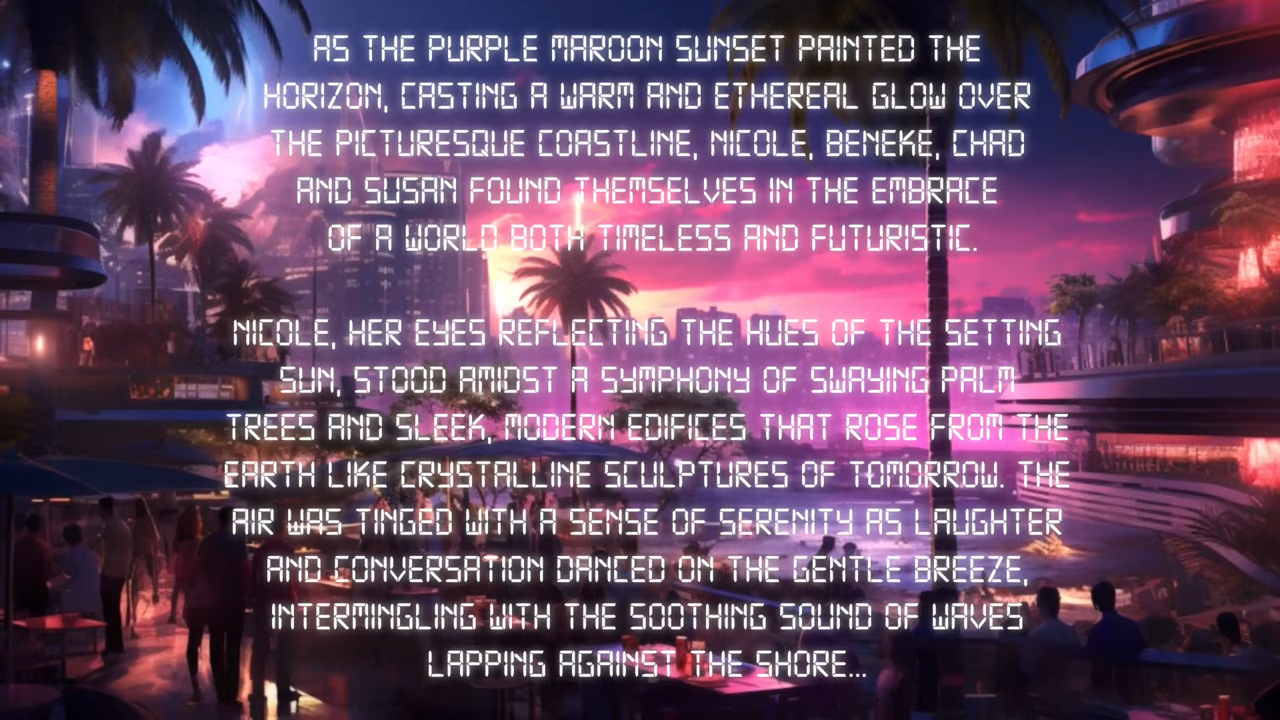 AS THE PURPLE MAROON SUNSET PAINTED THE
HORIZON, CASTING A WARM AND ETHEREAL GLOW OVER
THE PICTURESQUE COASTLINE, NICOLE, BENEKE, CHAD
AND SUSAN FOUND THEMSELVES IN THE EMBRACE
OF A WORLD BOTH TIMELESS AND FUTURISTIC.
NICOLE, HER EYES REFLECTING THE HUES OF THE SETTING
SUN, STOOD AMIDST A SYMPHONY OF SWAYING PALM
TREES AND SLEEK, MODERN EDIFICES THAT ROSE FROM THE
EARTH LIKE CRYSTALLINE SCULPTURES OF TOMORROW. THE
AIR WAS TINGED WITH A SENSE OF SERENITY AS LAUGHTER
AND CONVERSATION DANCED ON THE GENTLE BREEZE,
INTERMINGLING WITH THE SOOTHING SOUND OF WAVES
LAPPING AGAINST THE SHORE...